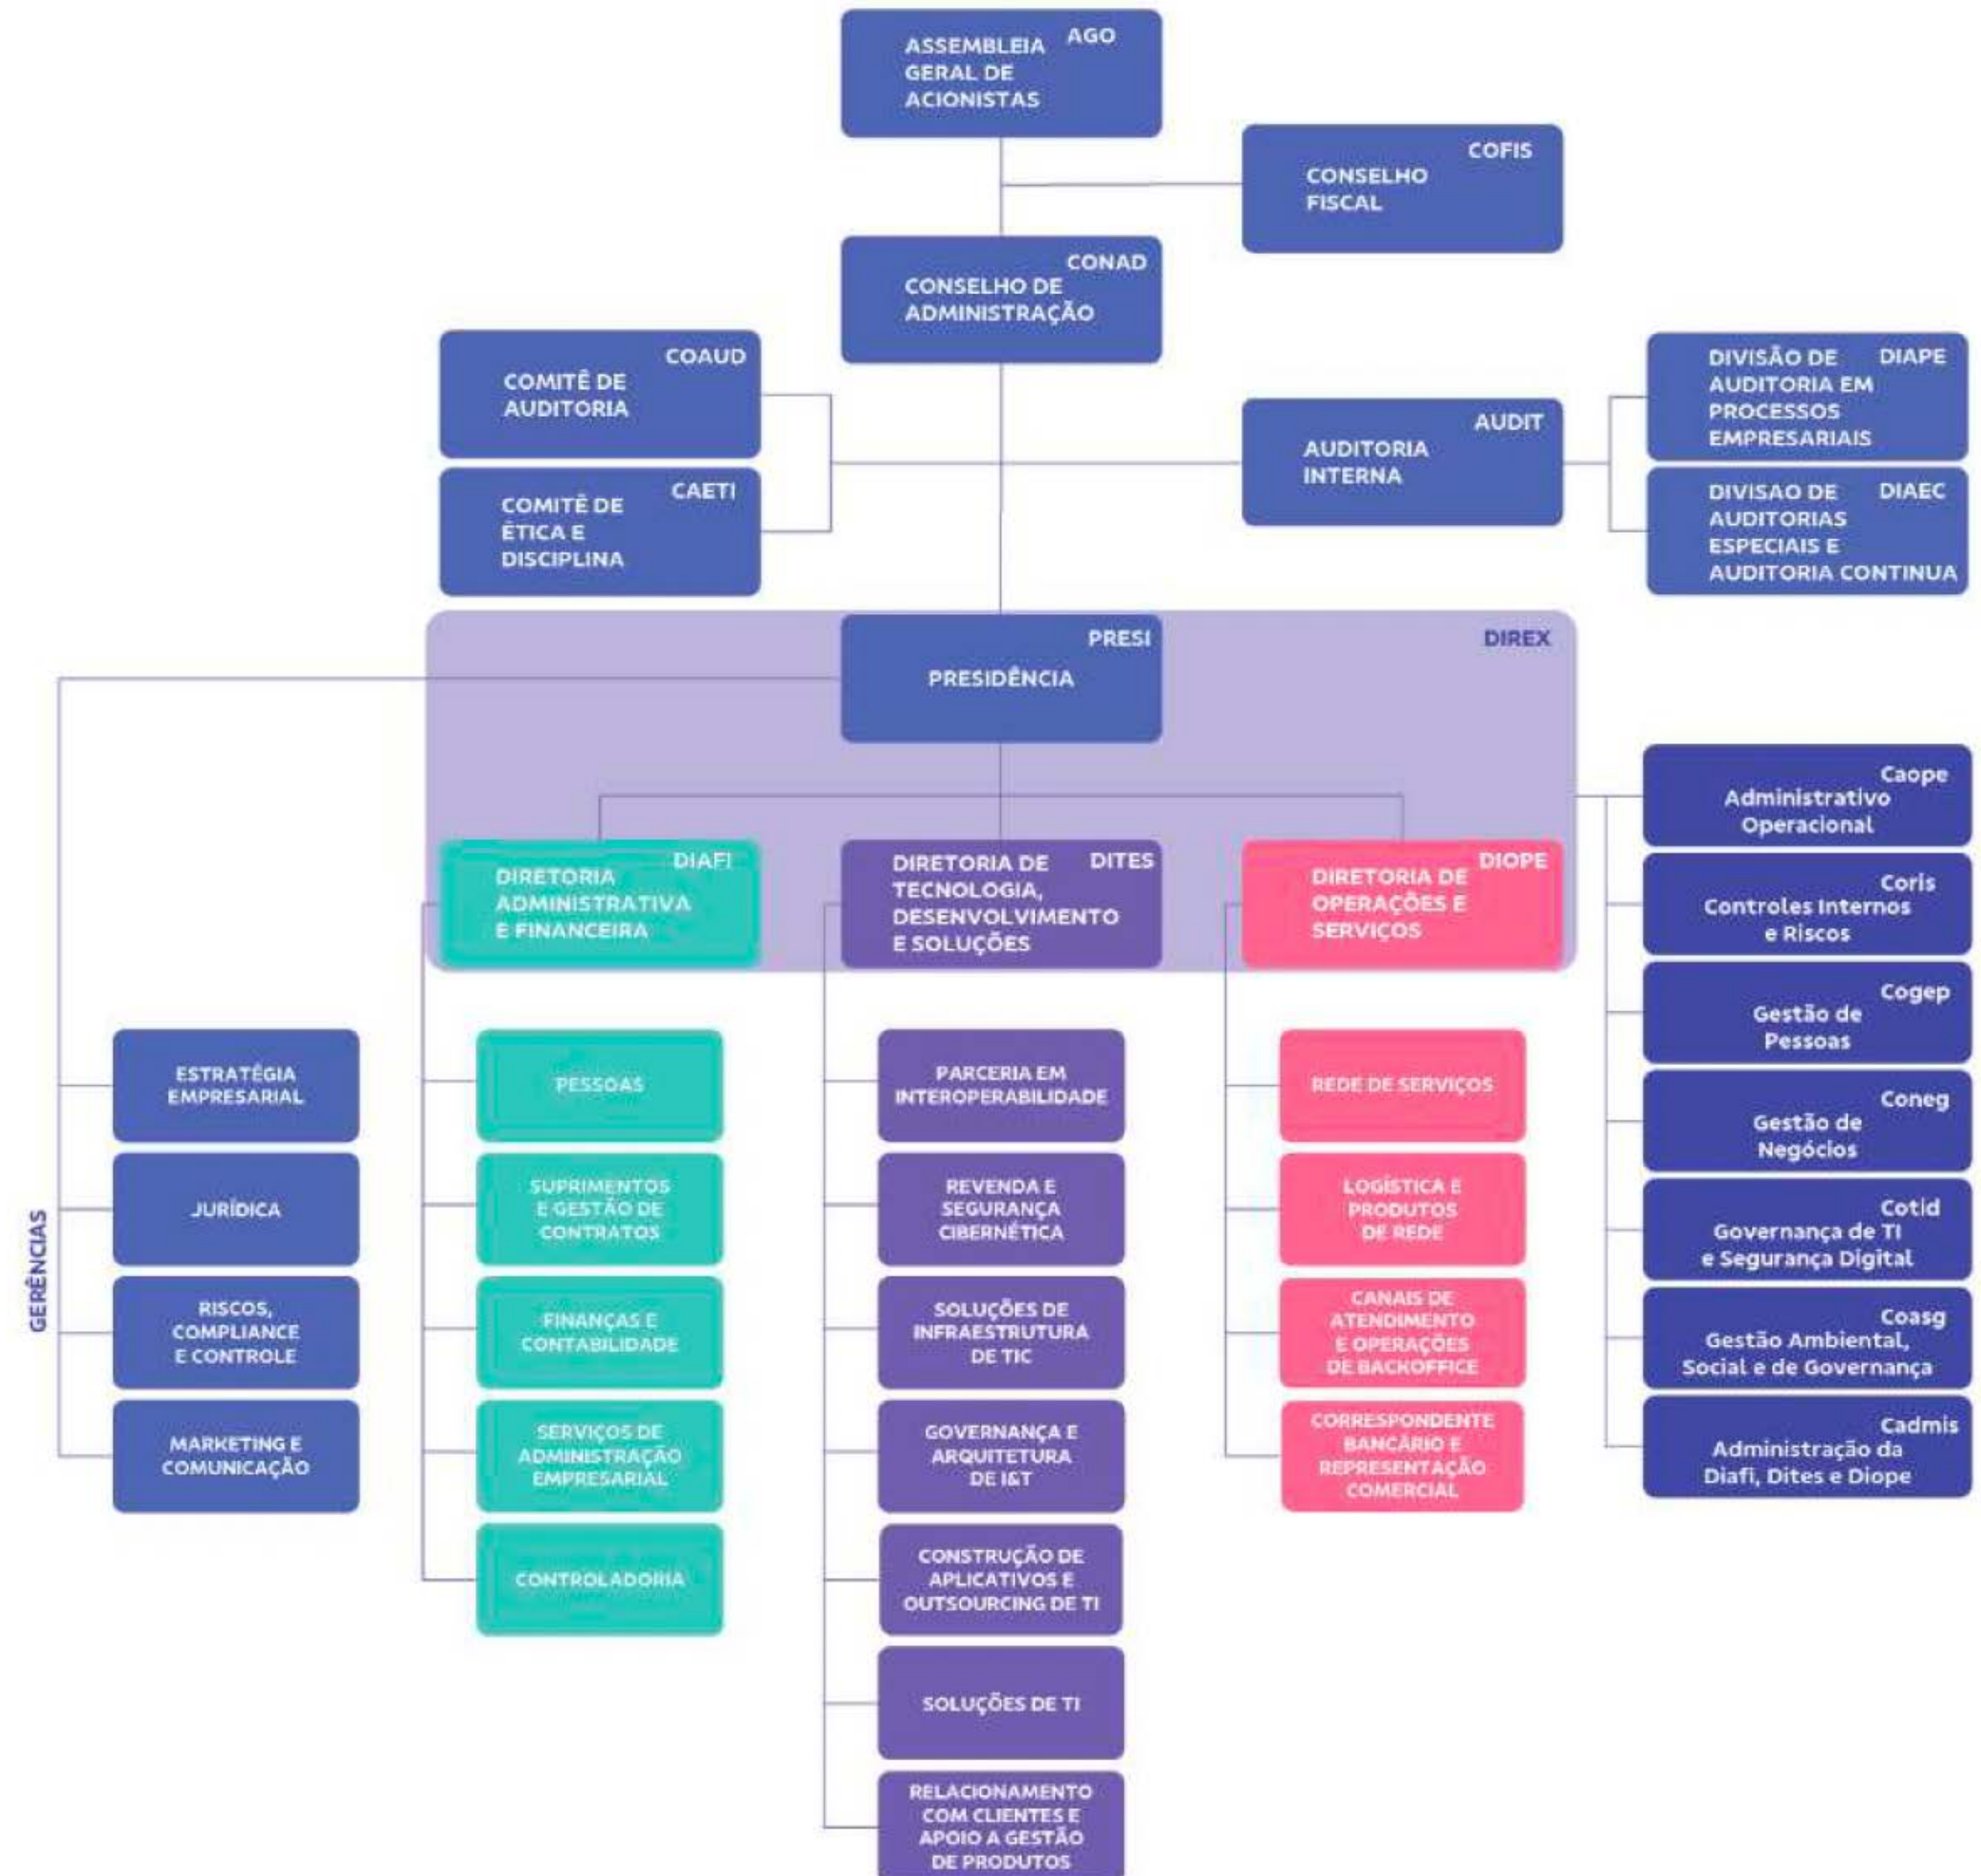 ASSEMBLEIA
GERAL DE
ACIONISTAS
AGO
COFIS
CONSELHO
FISCAL
CONAD
CONSELHO DE
ADMINISTRAÇÃO
COAUD
COMITÊ DE
AUDITORIA
CAETI
COMITÊ DE
ÉTICA E
DISCIPLINA
AUDIT
AUDITORIA
INTERNA
DIVISÃO DE DIAPE
AUDITORIA EM
PROCESSOS
EMPRESARIAIS
DIVISAO DE DIAEC
AUDITORIAS
ESPECIAIS E
AUDITORIA CONTINUA
PRESI
PRESIDÊNCIA
DIREX
DIAFI
DIRETORIA
ADMINISTRATIVA
E FINANCEIRA
DIRETORIA DE DITES
TECNOLOGIA,
DESENVOLVIMENTO
E SOLUÇÕES
DIOPE
DIRETORIA DE
OPERAÇÕES E
SERVIÇOS
GERÊNCIAS
ESTRATÉGIA
EMPRESARIAL
JURÍDICA
RISCOS,
COMPLIANCE
E CONTROLE
MARKETING E
COMUNICAÇÃO
PESSOAS
SUPRIMENTOS
E GESTÃO DE
CONTRATOS
FINANÇAS E
CONTABILIDADE
SERVIÇOS DE
ADMINISTRAÇÃO
EMPRESARIAL
CONTROLADORIA
PARCERIA EM
INTEROPERABILIDADE
REVENDA E
SEGURANÇA
CIBERNÉTICA
SOLUÇÕES DE
INFRAESTRUTURA
DE TIC
GOVERNANÇA E
ARQUITETURA
DE I&T
CONSTRUÇÃO DE
APLICATIVOS E
OUTSOURCING DE TI
SOLUÇÕES DE TI
RELACIONAMENTO
COM CLIENTES E
APOIO A GESTÃO
DE PRODUTOS
REDE DE SERVIÇOS
LOGÍSTICA E
PRODUTOS
DE REDE
CANAIS DE
ATENDIMENTO
E OPERAÇÕES
DE BACKOFFICE
CORRESPONDENTE
BANCÁRIO E
REPRESENTAÇÃO
COMERCIAL
Caope
Administrativo
Operacional
Coris
Controles Internos
e Riscos
Cogep
Gestão de
Pessoas
Coneg
Gestão de
Negócios
Cotid
Governança de TI
e Segurança Digital
Coasg
Gestão Ambiental,
Social e de Governança
Cadmis
Administração da
Diafi, Dites e Diope